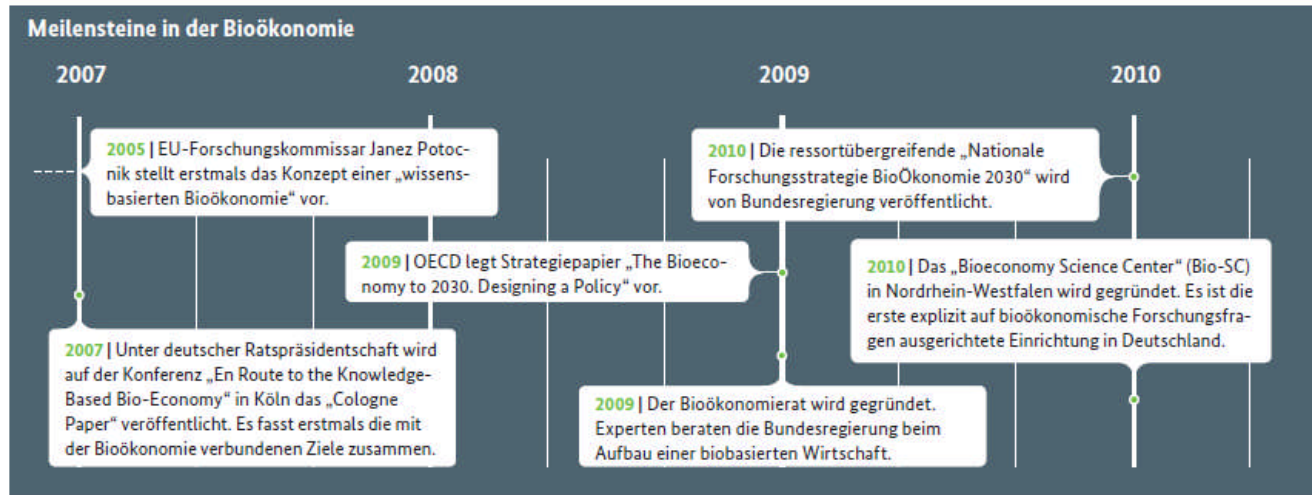 Meilensteine in der Bioökonomie
2007
2008
2009
2010
2005 | EU-Forschungskommissar Janez Potoc-
nik stellt erstmals das Konzept einer „wissens-
basierten Bioökonomie“ vor.
2010 | Die ressortübergreifende „Nationale
Forschungsstrategie BioÖkonomie 2030“ wird
von Bundesregierung veröffentlicht.
2009 | OECD legt Strategiepapier „The Bioeco-
nomy to 2030. Designing a Policy“ vor.
2010 | Das „Bioeconomy Science Center“ (Bio-SC)
in Nordrhein-Westfalen wird gegründet. Es ist die
erste explizit auf bioökonomische Forschungsfra-
gen ausgerichtete Einrichtung in Deutschland.
2007 | Unter deutscher Ratspräsidentschaft wird
auf der Konferenz „En Route to the Knowledge-
Based Bio-Economy“ in Köln das „Cologne
Paper“ veröffentlicht. Es fasst erstmals die mit
der Bioökonomie verbundenen Ziele zusammen.
2009 | Der Bioökonomierat wird gegründet.
Experten beraten die Bundesregierung beim
Aufbau einer biobasierten Wirtschaft.